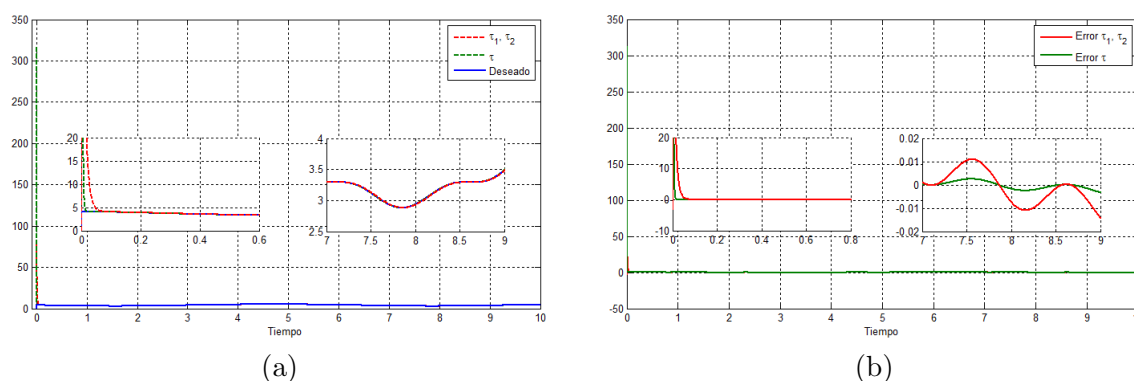 350
300
250
200
150
100
50
0
0 1 2 3 4 5 6 7 8 9 10
Tiempo
τ1, τ2
τ
Deseado
20
15
10
5
0
0 0.2 0.4 0.6
4
3.5
3
2.5
7 7.5 8 8.5 9
(a)
350
300
250
200
150
100
50
0
-50
0 1 2 3 4 5 6 7 8 9
Tiempo
Error τ1, τ2
Error τ
20
10
0
-10
0 0.2 0.4 0.6 0.8
0.02
0.01
0
-0.01
-0.02
7 7.5 8 8.5 9
(b)